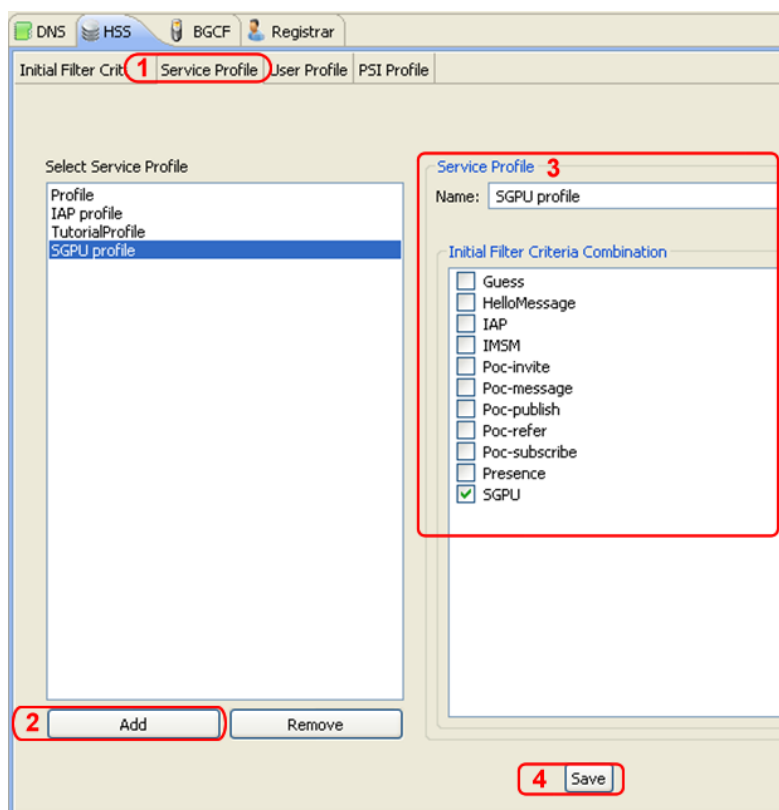 DNS HSS BGCF Registrar
Initial Filter Crit 1 Service Profile User Profile PSI Profile
Select Service Profile
Profile
IAP profile
TutorialProfile
SGPU profile
Service Profile 3
Name: SGPU profile
Initial Filter Criteria Combination
Guess
HelloMessage
IAP
IMSM
Poc-invite
Poc-message
Poc-publish
Poc-refer
Poc-subscribe
Presence
SGPU
2 Add Remove
4 Save